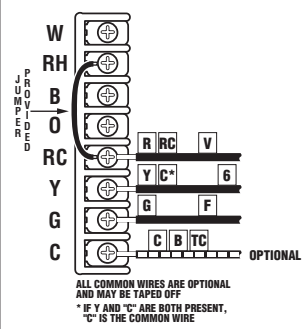 W
RH
B
O
RC
Y
G
C
JUMPER
PROVIDED
R RC V
Y C* 6
G F
C B TC
OPTIONAL
ALL COMMON WIRES ARE OPTIONAL
AND MAY BE TAPED OFF
* IF Y AND "C" ARE BOTH PRESENT,
"C" IS THE COMMON WIRE